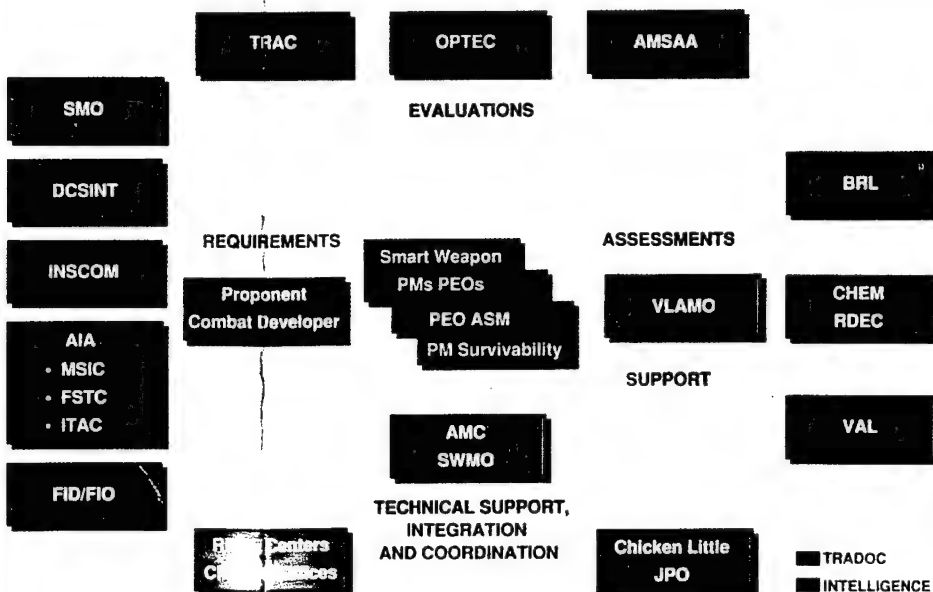 TRAC
OPTEC
AMSAA
EVALUATIONS
SMO
DCSINT
INSCOM
AIA
• MSIC
• FSTC
• ITAC
FID/FIO
REQUIREMENTS
Proponent
Combat Developer
Smart Weapon
PMs PEOs
PEO ASM
PM Survivability
ASSESSMENTS
VLAMO
SUPPORT
BRL
CHEM
RDEC
VAL
AMC
SWMO
TECHNICAL SUPPORT,
INTEGRATION
AND COORDINATION
Centers
Chicken Little
JPO
TRADOC
INTELLIGENCE